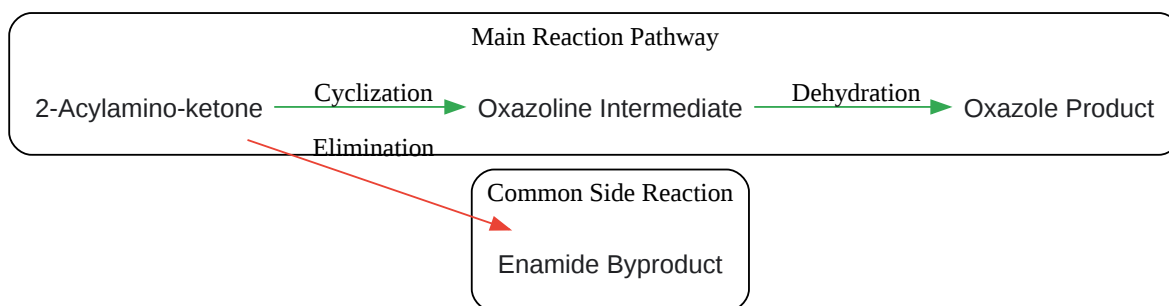 Main Reaction Pathway
2-Acylamino-ketone
Cyclization
Oxazoline Intermediate
Dehydration
Oxazole Product
Elimination
Common Side Reaction
Enamide Byproduct